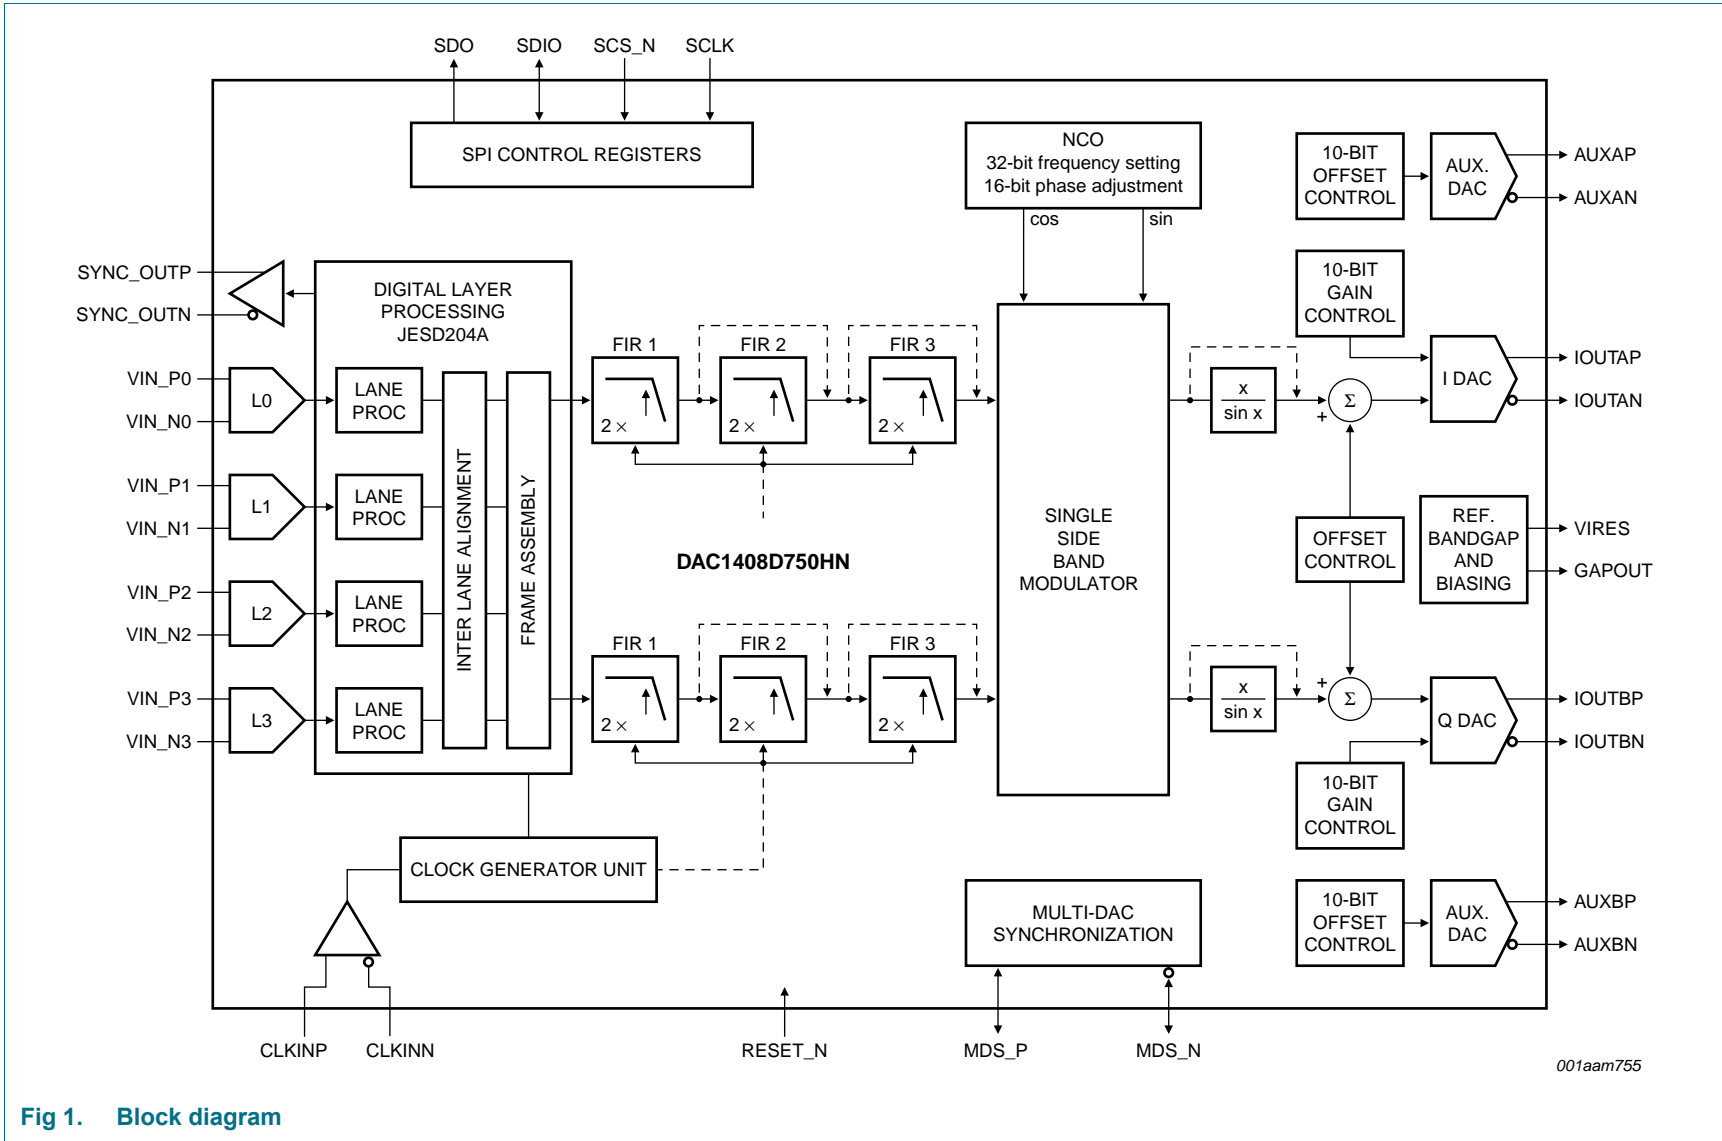 SDO
SDIO
SCS_N
SCLK
SPI CONTROL REGISTERS
NCO
32-bit frequency setting
16-bit phase adjustment
cos
sin
10-BIT
OFFSET
CONTROL
AUX.
DAC
AUXAP
AUXAN
SYNC_OUTP
SYNC_OUTN
DIGITAL LAYER
PROCESSING
JESD204A
10-BIT
GAIN
CONTROL
FIR 1
FIR 2
FIR 3
2 ×
2 ×
2 ×
x
sin x
+
Σ
I DAC
IOUTAP
IOUTAN
VIN_P0
VIN_N0
L0
LANE
PROC
VIN_P1
VIN_N1
L1
LANE
PROC
VIN_P2
VIN_N2
L2
LANE
PROC
VIN_P3
VIN_N3
L3
LANE
PROC
INTER LANE ALIGNMENT
FRAME ASSEMBLY
DAC1408D750HN
SINGLE
SIDE
BAND
MODULATOR
OFFSET
CONTROL
REF.
BANDGAP
AND
BIASING
VIRES
GAPOUT
FIR 1
FIR 2
FIR 3
2 ×
2 ×
2 ×
x
sin x
+
Σ
Q DAC
IOUTBP
IOUTBN
10-BIT
GAIN
CONTROL
CLOCK GENERATOR UNIT
MULTI-DAC
SYNCHRONIZATION
10-BIT
OFFSET
CONTROL
AUX.
DAC
AUXBP
AUXBN
CLKINP
CLKINN
RESET_N
MDS_P
MDS_N
001aam755
Fig 1. Block diagram